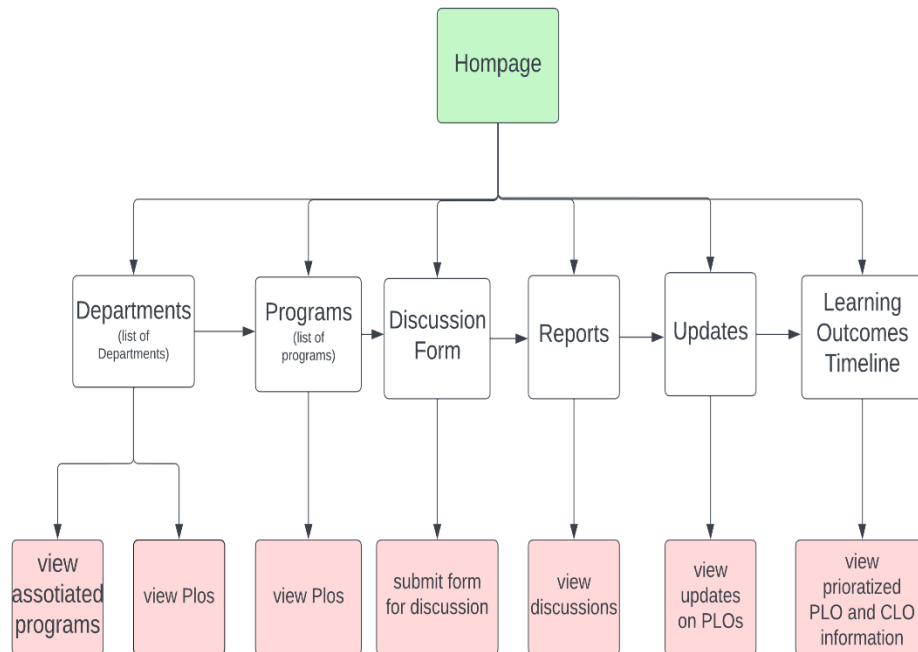 Hompage
Departments
(list of
Departments)
Programs
(list of
programs)
Discussion
Form
Reports
Updates
Learning
Outcomes
Timeline
view
assotiated
programs
view Plos
view Plos
submit form
for discussion
view
discussions
view
updates
on PLOs
view
prioratized
PLO and CLO
information